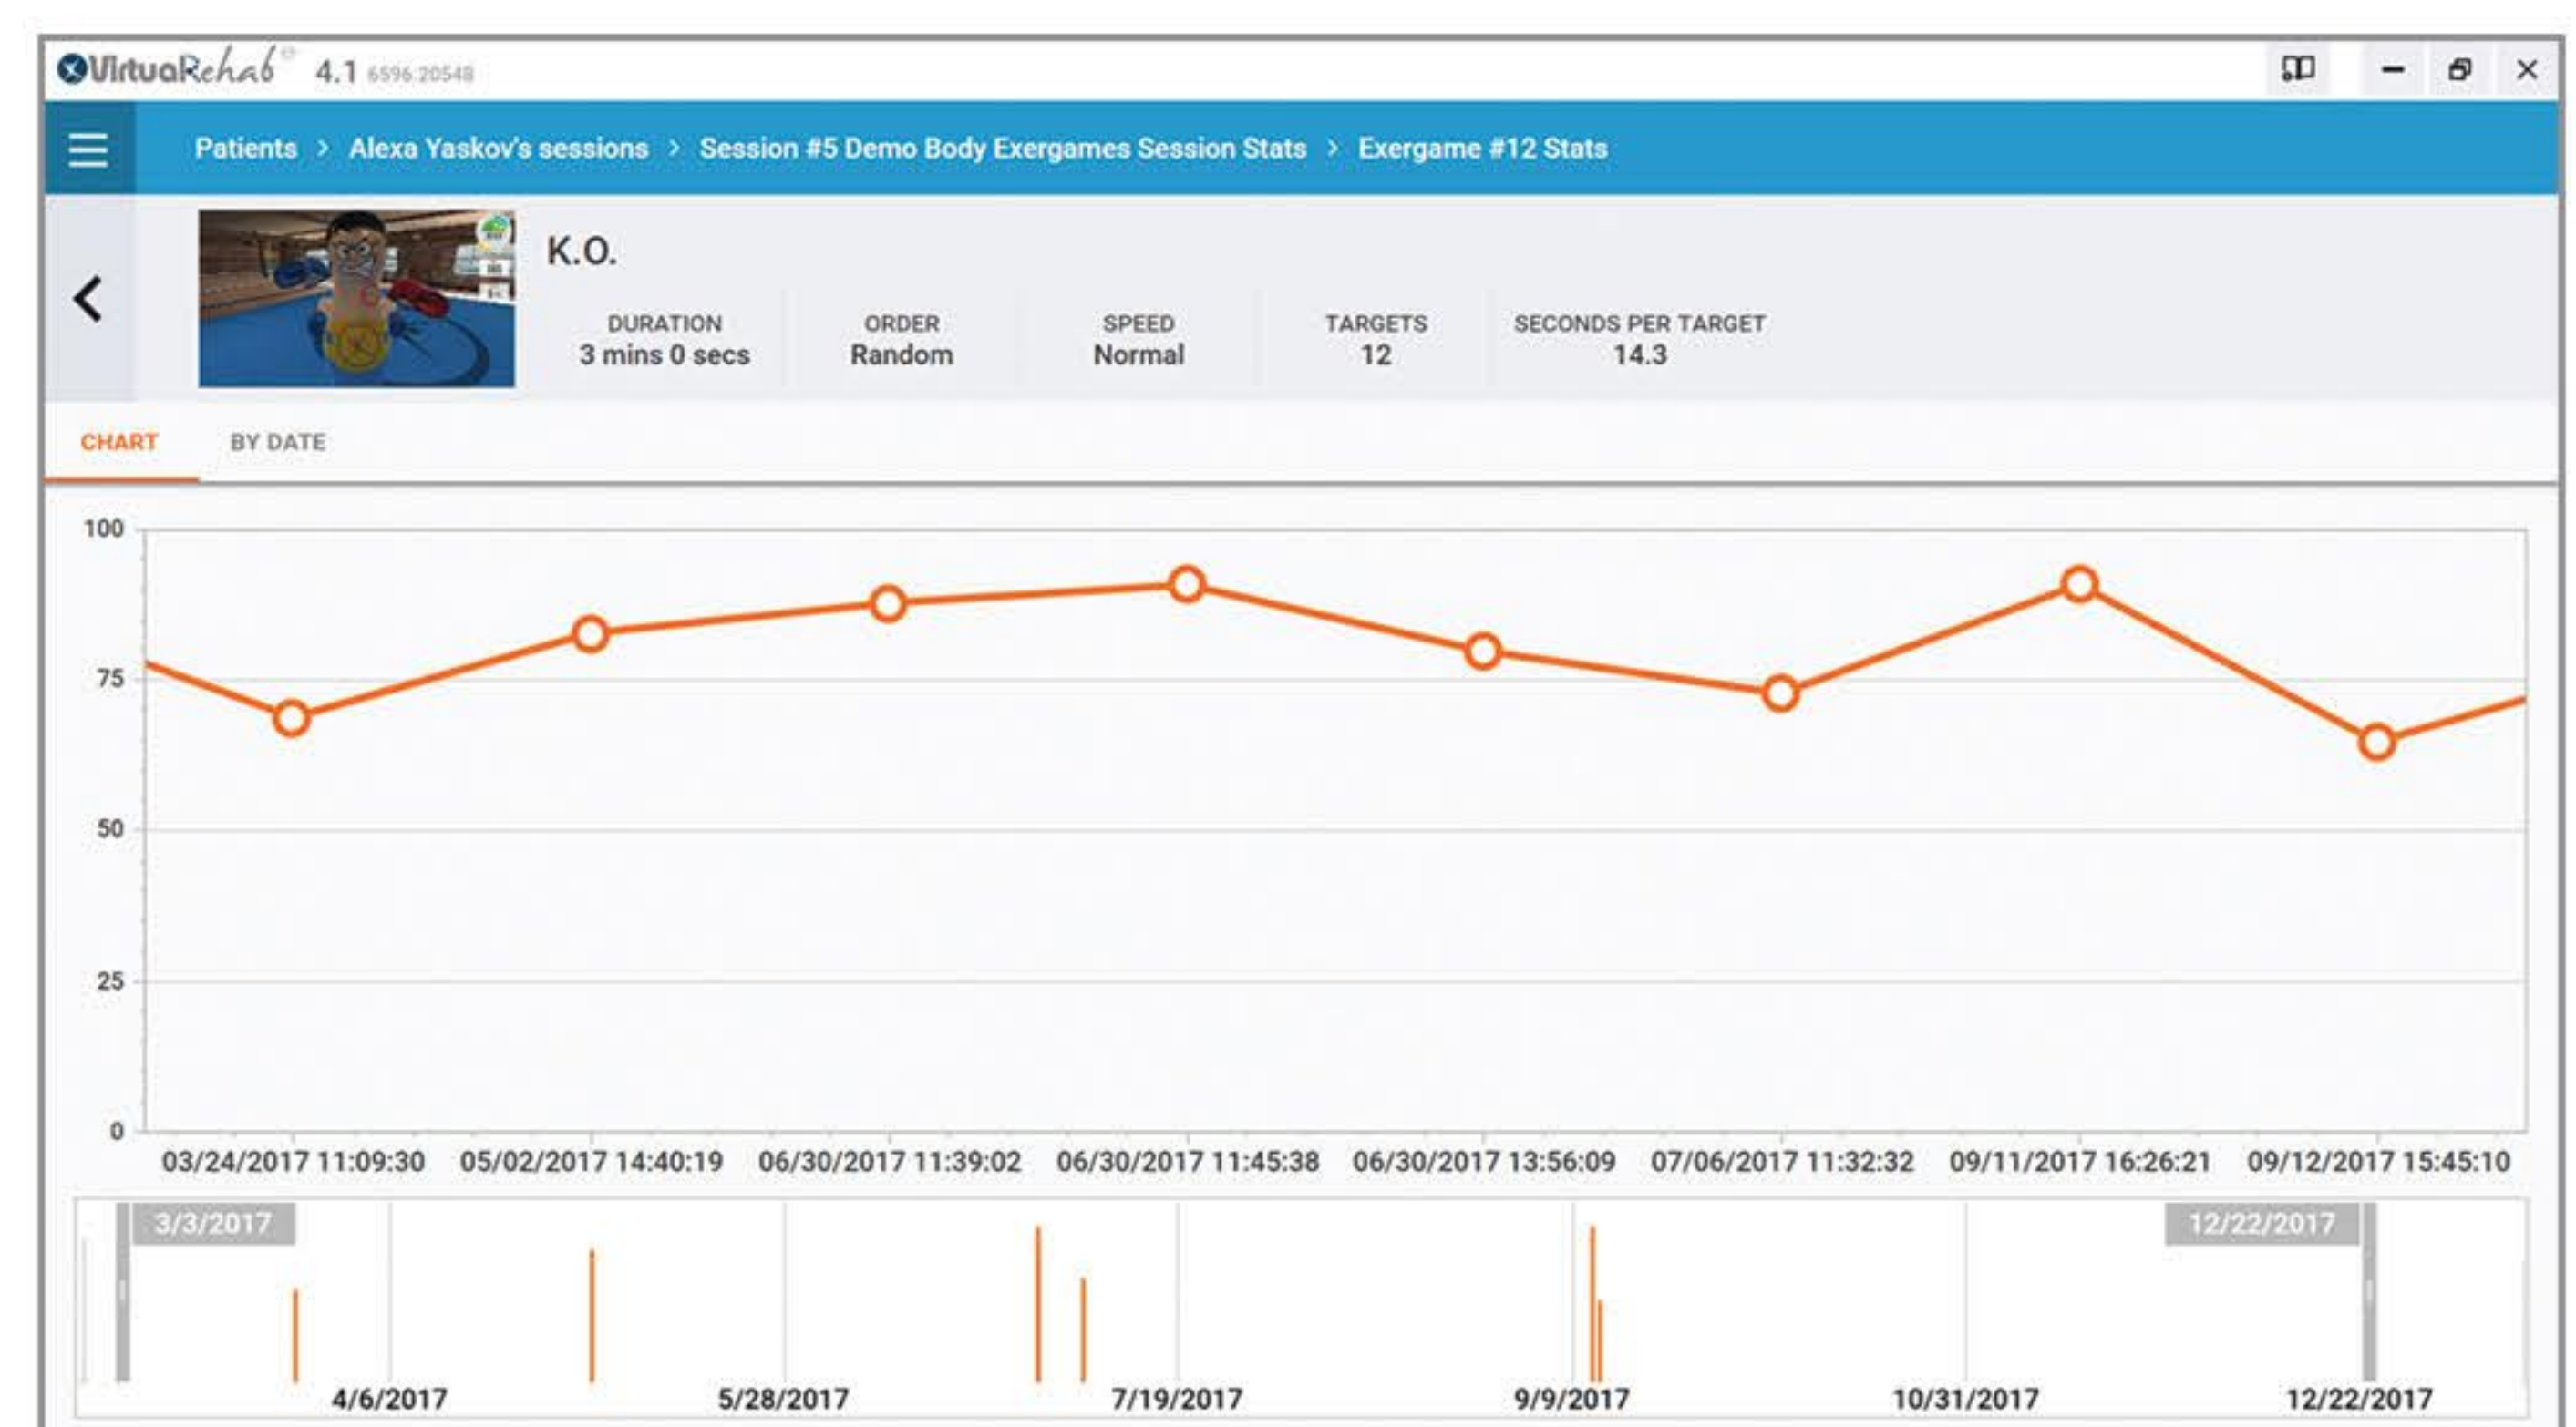 VirtuaRehab 4.1 6596.20548
Patients > Alexa Yaskov's sessions > Session #5 Demo Body Exergames Session Stats > Exergame #12 Stats
K.O.
DURATION ORDER SPEED TARGETS SECONDS PER TARGET
3 mins 0 secs Random Normal 12 14.3
CHART BY DATE
100
75
50
25
0
03/24/2017 11:09:30 05/02/2017 14:40:19 06/30/2017 11:39:02 06/30/2017 11:45:38 06/30/2017 13:56:09 07/06/2017 11:32:32 09/11/2017 16:26:21 09/12/2017 15:45:10
3/3/2017 12/22/2017
4/6/2017 5/28/2017 7/19/2017 9/9/2017 10/31/2017 12/22/2017